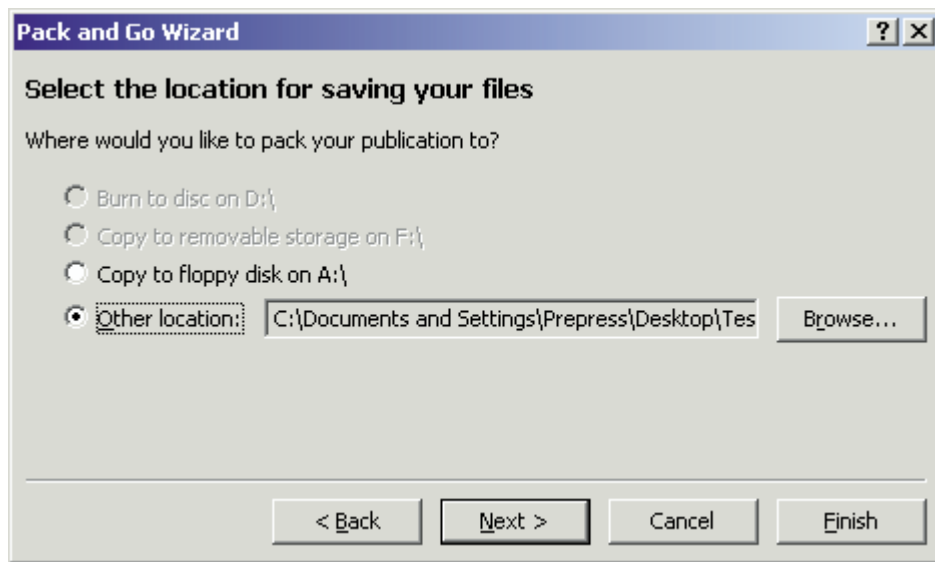 Pack and Go Wizard
Select the location for saving your files
Where would you like to pack your publication to?
Burn to disc on D:\
Copy to removable storage on F:\
Copy to floppy disk on A:\
Other location: C:\Documents and Settings\Prepress\Desktop\Tes Browse...
< Back Next > Cancel Finish